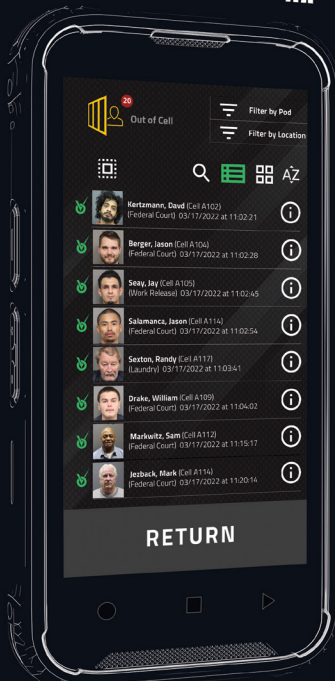 20
Out of Cell
Filter by Pod
Filter by Location
A Z
Kertzmann, Davd (Cell A102)
(Federal Court) 03/17/2022 at 11:02:21
Berger, Jason (Cell A104)
(Federal Court) 03/17/2022 at 11:02:28
Seay, Jay (Cell A105)
(Work Release) 03/17/2022 at 11:02:45
Salamanca, Jason (Cell A114)
(Federal Court) 03/17/2022 at 11:02:54
Sexton, Randy (Cell A117)
(Laundry) 03/17/2022 at 11:03:41
Drake, William (Cell A109)
(Federal Court) 03/17/2022 at 11:04:02
Markwitz, Sam (Cell A112)
(Federal Court) 03/17/2022 at 11:15:17
Jezback, Mark (Cell A114)
(Federal Court) 03/17/2022 at 11:20:14
RETURN